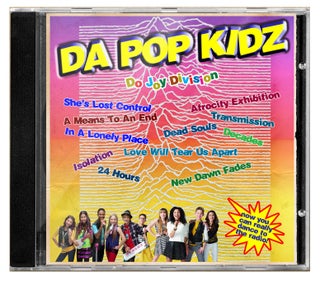 DA POP KIDZ
Do Joy Division
She's Lost Control
Atrocity Exhibition
A Means To An End
Transmission
In A Lonely Place
Dead Souls
Decades
Isolation
Love Will Tear Us Apart
24 Hours
New Dawn Fades
now you
can really
dance to
the radio!